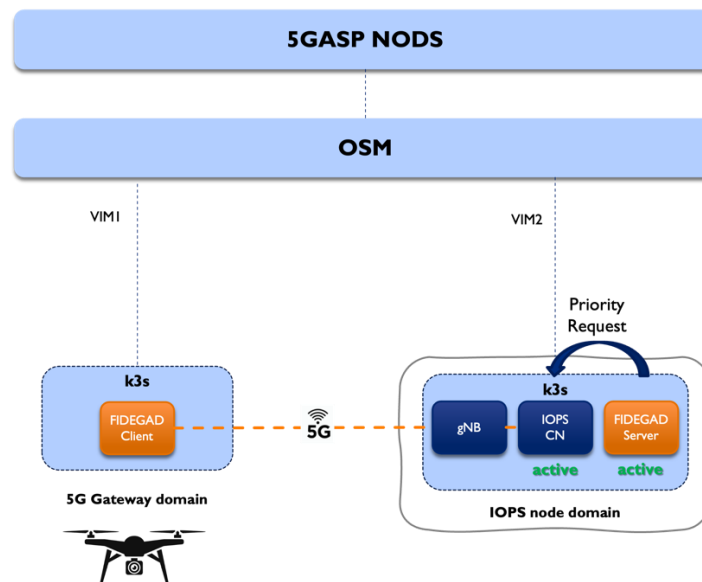 5GASP NODS
OSM
VIM1
VIM2
Priority
Request
k3s
k3s
FIDEGAD
Client
5G
gNB
IOPS
CN
FIDEGAD
Server
active
active
5G Gateway domain
IOPS node domain